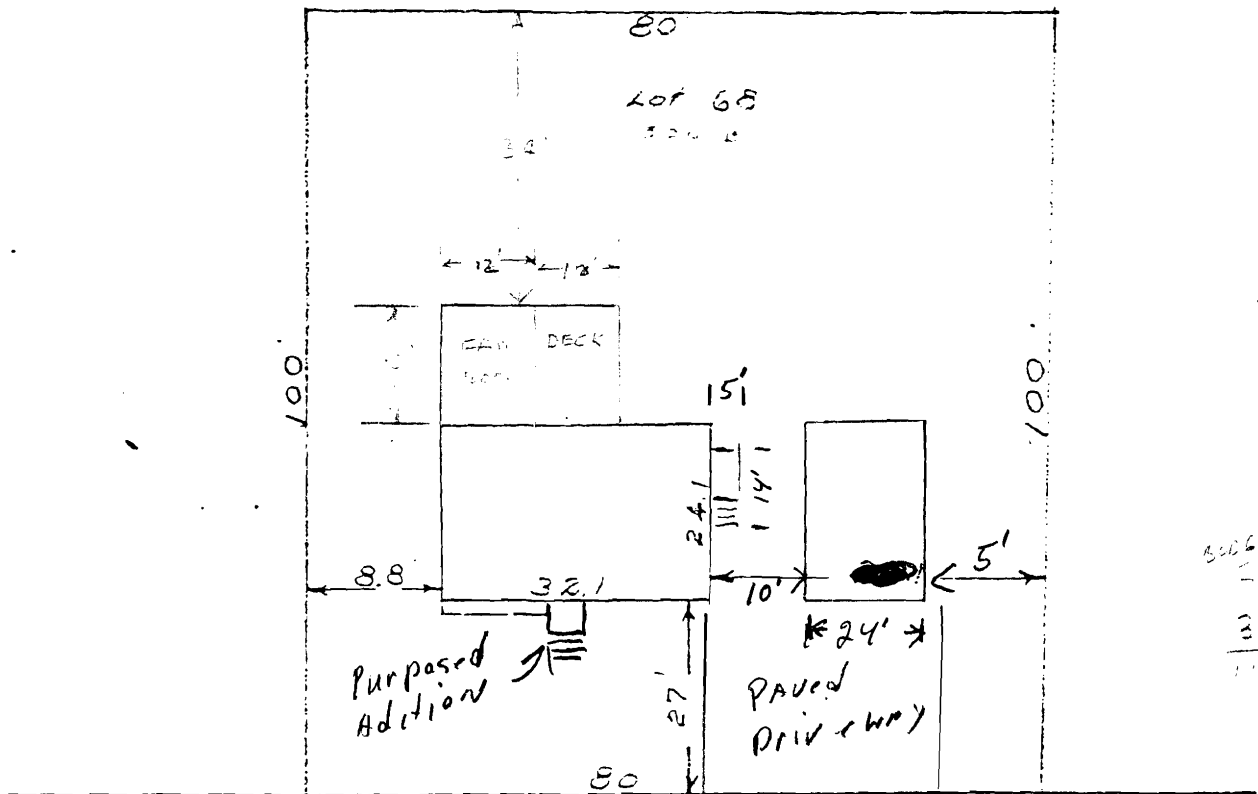 80
LOT 68
12'
DECK
100
100
15'
14'
24.1
8.8
32.1
10'
5'
24'
Purposed
Adition
27'
PAVED
Driveway
80